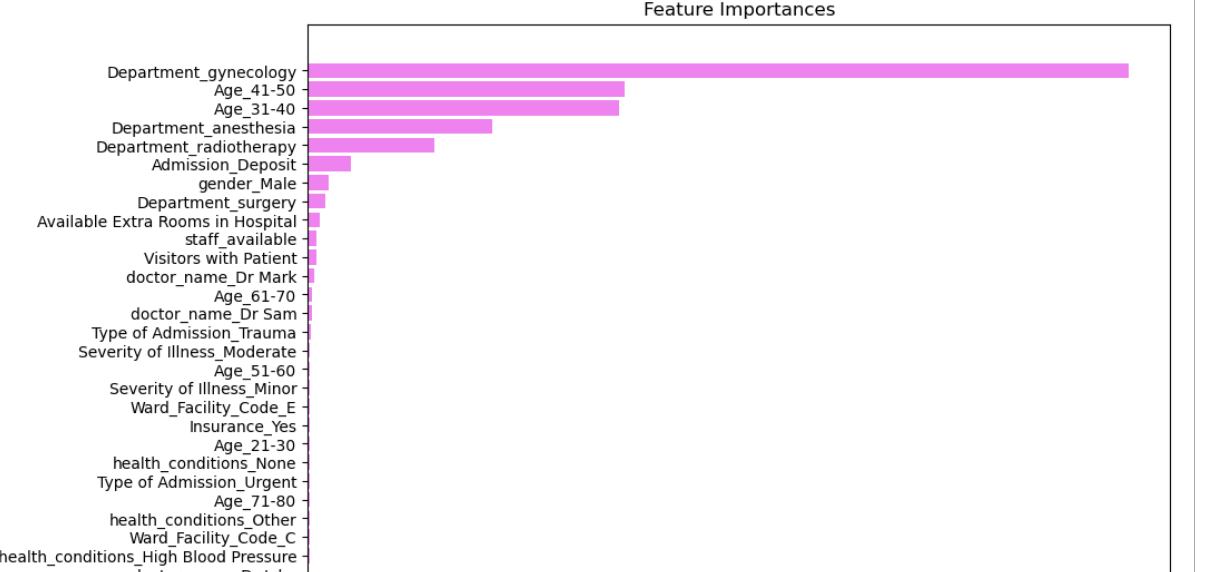 Feature Importances
Department_gynecology
Age_41-50
Age_31-40
Department_anesthesia
Department_radiotherapy
Admission_Deposit
gender_Male
Department_surgery
Available Extra Rooms in Hospital
staff_available
Visitors with Patient
doctor_name_Dr Mark
Age_61-70
doctor_name_Dr Sam
Type of Admission_Trauma
Severity of Illness_Moderate
Age_51-60
Severity of Illness_Minor
Ward_Facility_Code_E
Insurance_Yes
Age_21-30
health_conditions_None
Type of Admission_Urgent
Age_71-80
health_conditions_Other
Ward_Facility_Code_C
health_conditions_High Blood Pressure